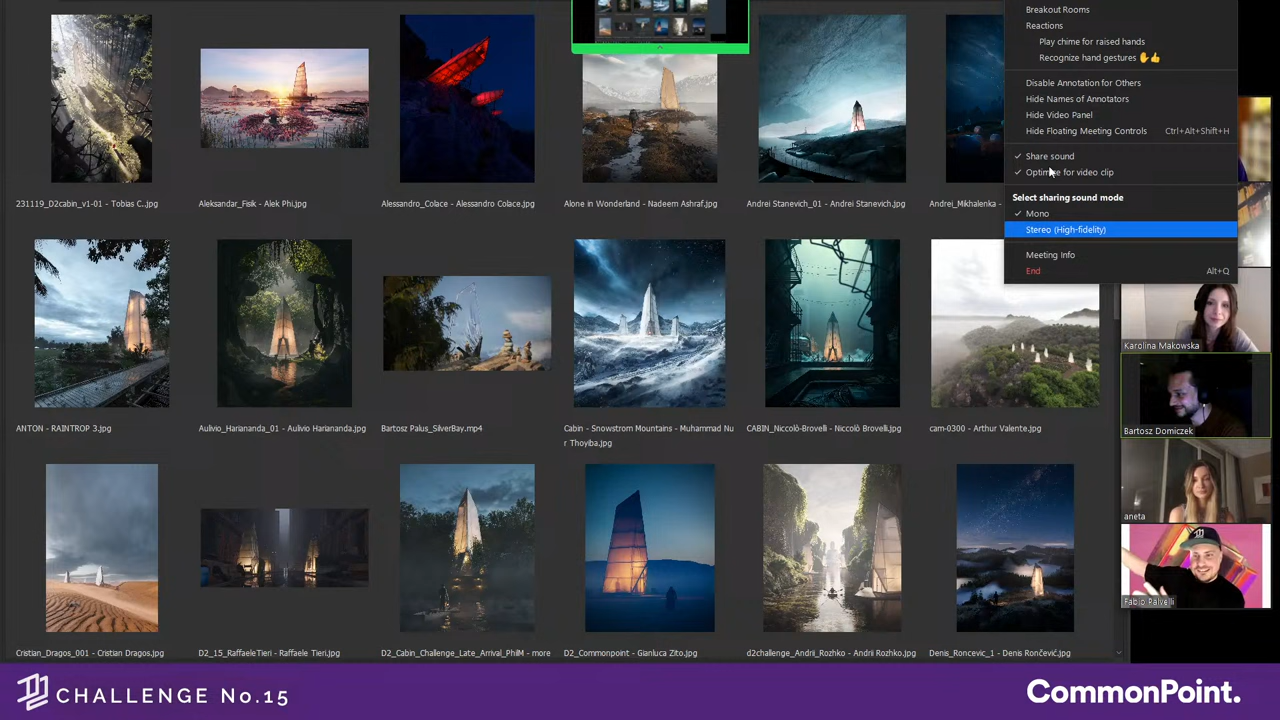 Breakout Rooms
Reactions
Play chime for raised hands
Recognize hand gestures
Disable Annotation for Others
Hide Names of Annotators
Hide Video Panel
Hide Floating Meeting Controls Ctrl+Alt+Shift+H
Share sound
Optimize for video clip
Select sharing sound mode
Mono
Stereo (High-fidelity)
Meeting Info
End Alt+Q
231119_D2cabin_v1-01 - Tobias C..jpg
Aleksandar_Fisik - Alek Phi.jpg
Alessandro_Colace - Alessandro Colace.jpg
Alone in Wonderland - Nadeem Ashraf.jpg
Andrei Stanevich_01 - Andrei Stanevich.jpg
Andrei_Mikhalenka -
ANTON - RAINTROP 3.jpg
Aulivio_Hariananda_01 - Aulivio Hariananda.jpg
Bartosz Palus_SilverBay.mp4
Cabin - Snowstrom Mountains - Muhammad Nu
r Thoyiba.jpg
CABIN_Niccolò-Brovelli - Niccolò Brovelli.jpg
cam-0300 - Arthur Valente.jpg
Karolina Makowska
Bartosz Domiczek
aneta
Fabio Palvelli
Cristian_Dragos_001 - Cristian Dragos.jpg
D2_15_RaffaeleTieri - Raffaele Tieri.jpg
D2_Cabin_Challenge_Late_Arrival_PhilM - more
D2_Commonpoint - Gianluca Zito.jpg
d2challenge_Andrii_Rozhko - Andrii Rozhko.jpg
Denis_Roncevic_1 - Denis Rončević.jpg
CHALLENGE No.15
CommonPoint.